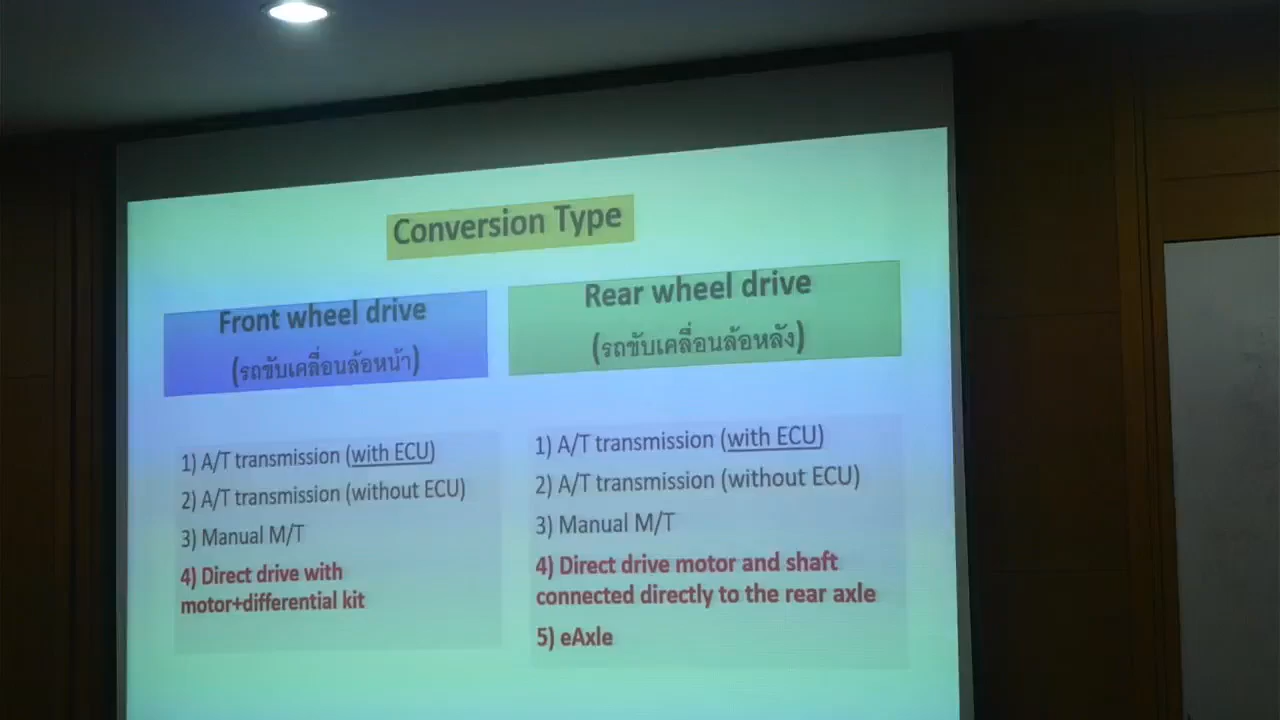 Conversion Type
Front wheel drive
(รถขับเคลื่อนล้อหน้า)
1) A/T transmission (with ECU)
2) A/T transmission (without ECU)
3) Manual M/T
4) Direct drive with
motor+differential kit
Rear wheel drive
(รถขับเคลื่อนล้อหลัง)
1) A/T transmission (with ECU)
2) A/T transmission (without ECU)
3) Manual M/T
4) Direct drive motor and shaft
connected directly to the rear axle
5) eAxle